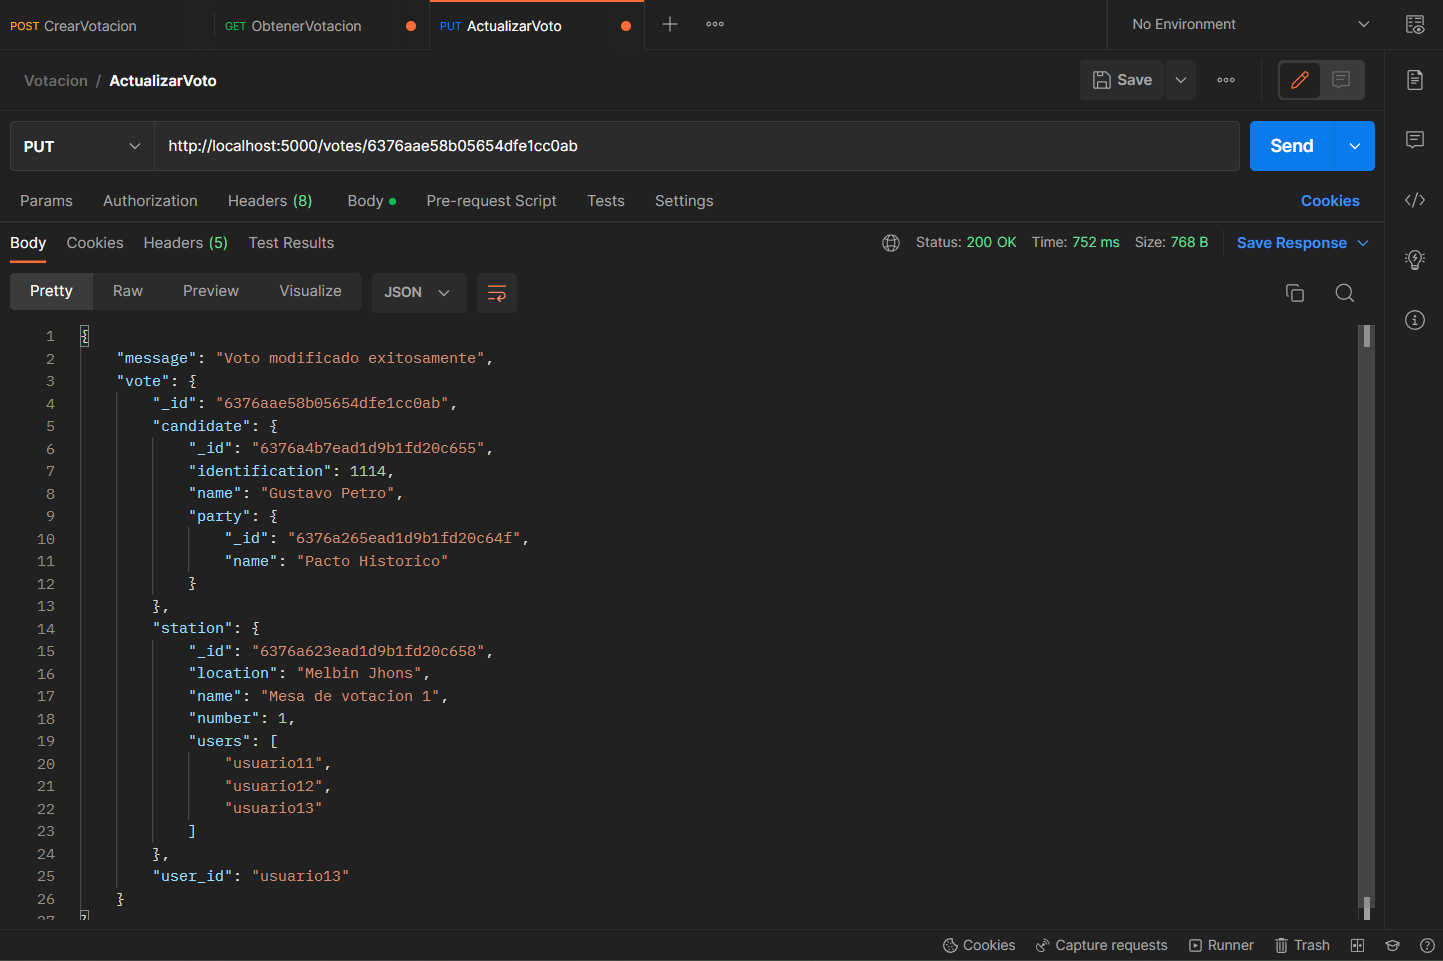 POST CrearVotacion GET ObtenerVotacion PUT ActualizarVoto No Environment
Votacion / ActualizarVoto Save
PUT http://localhost:5000/votes/6376aae58b05654dfe1cc0ab Send
Params Authorization Headers (8) Body Pre-request Script Tests Settings Cookies
Body Cookies Headers (5) Test Results Status: 200 OK Time: 752 ms Size: 768 B Save Response
Pretty Raw Preview Visualize JSON
1 {
2 "message": "Voto modificado exitosamente",
3 "vote": {
4 "_id": "6376aae58b05654dfe1cc0ab",
5 "candidate": {
6 "_id": "6376a4b7ead1d9b1fd20c655",
7 "identification": 1114,
8 "name": "Gustavo Petro",
9 "party": {
10 "_id": "6376a265ead1d9b1fd20c64f",
11 "name": "Pacto Historico"
12 }
13 },
14 "station": {
15 "_id": "6376a623ead1d9b1fd20c658",
16 "location": "Melbin Jhons",
17 "name": "Mesa de votacion 1",
18 "number": 1,
19 "users": [
20 "usuario11",
21 "usuario12",
22 "usuario13"
23 ]
24 },
25 "user_id": "usuario13"
26 }
27 }
Cookies Capture requests Runner Trash